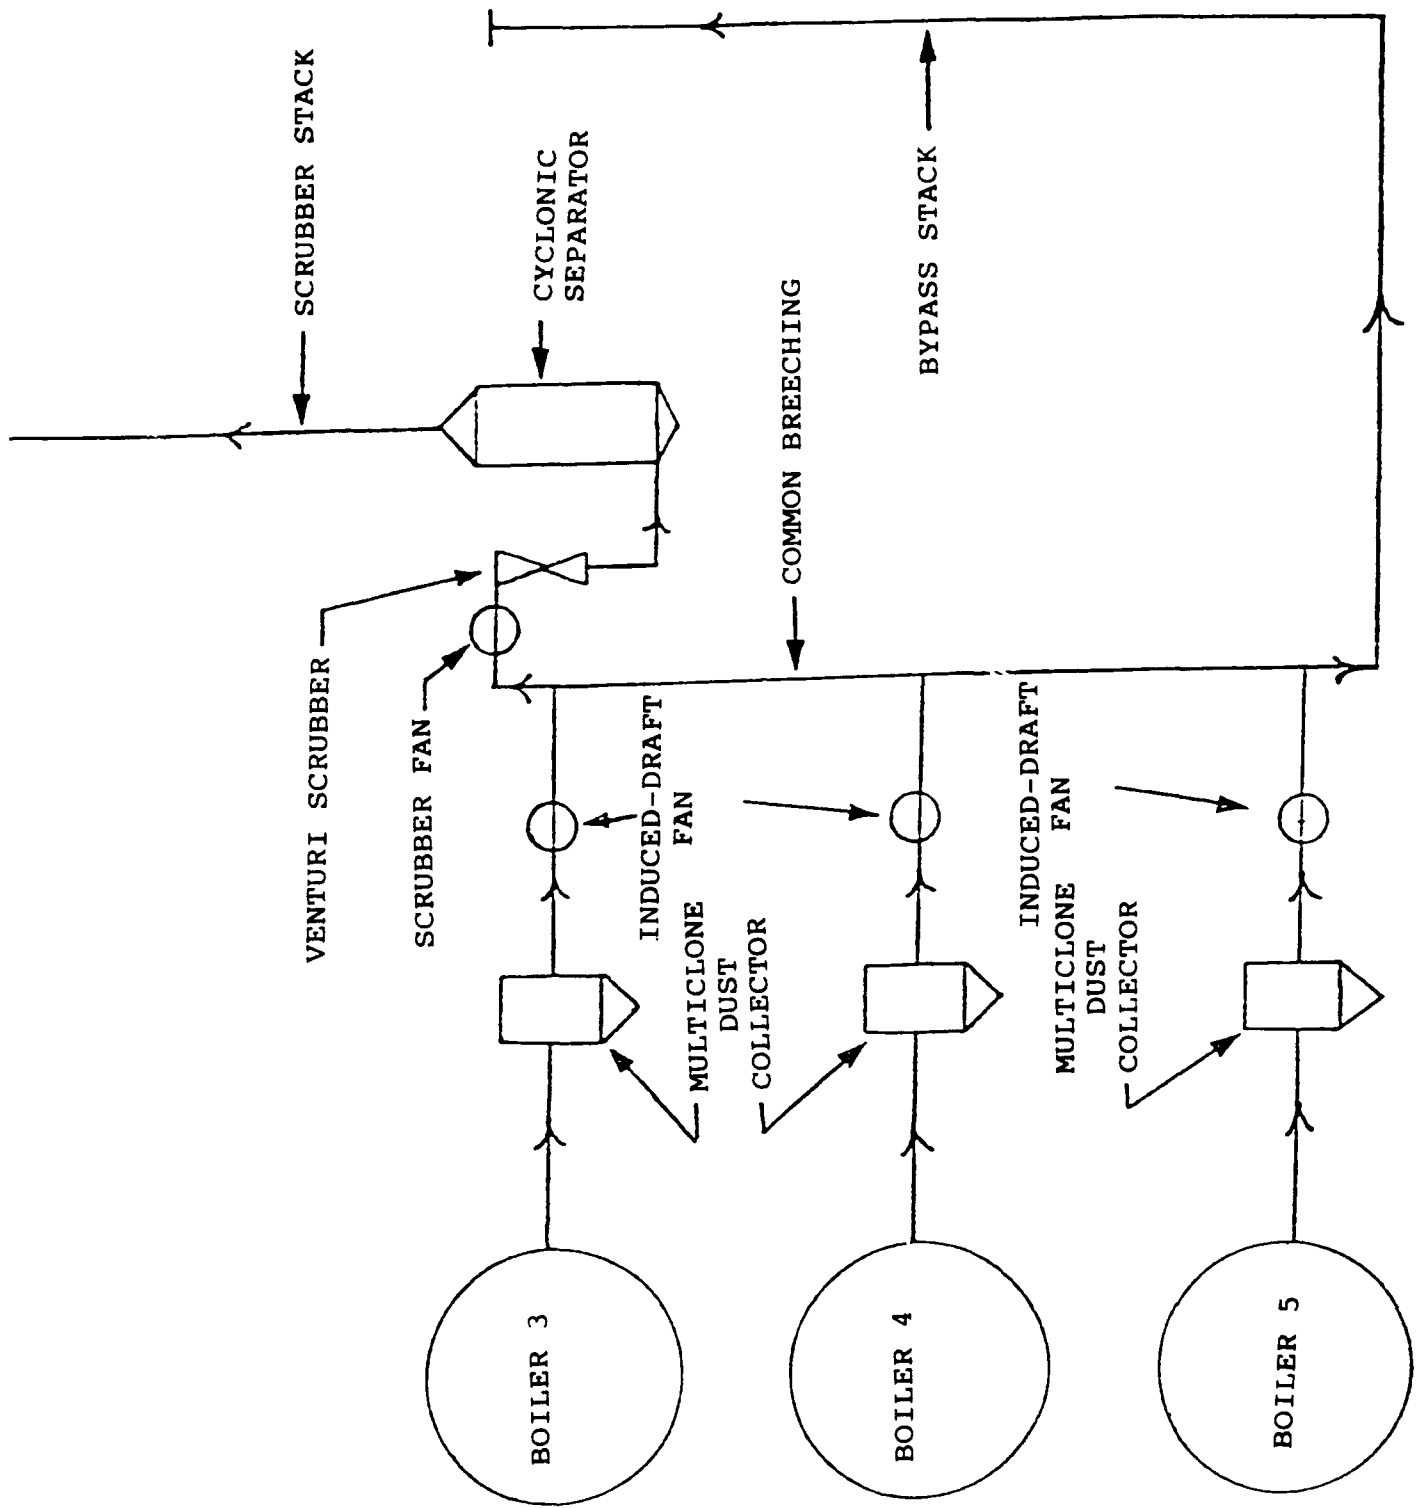 SCRUBBER STACK
CYCLONIC
SEPARATOR
BYPASS STACK
COMMON BREECHING
VENTURI SCRUBBER
SCRUBBER FAN
INDUCED-DRAFT
FAN
INDUCED-DRAFT
FAN
MULTICLONE
DUST
COLLECTOR
MULTICLONE
DUST
COLLECTOR
BOILER 3
BOILER 4
BOILER 5